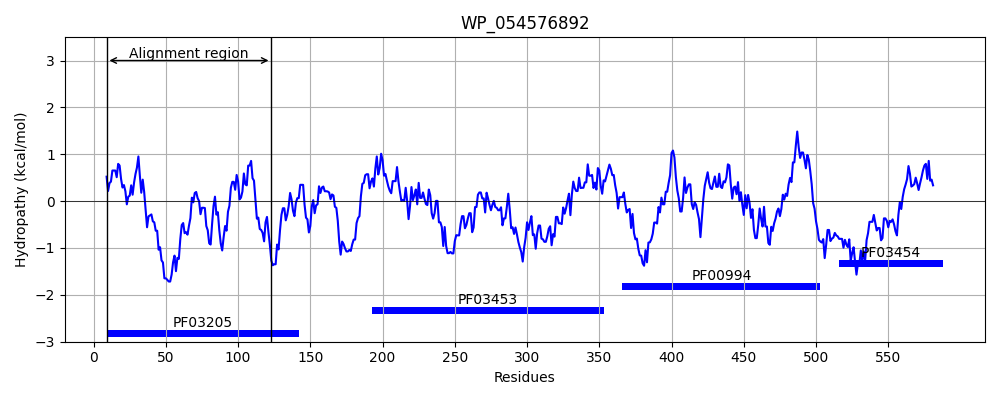 WP_054576892
Alignment region
Hydropathy (kcal/mol)
3
2
1
0
−1
−2
−3
PF03454
PF00994
PF03453
PF03205
0 50 100 150 200 250 300 350 400 450 500 550
Residues